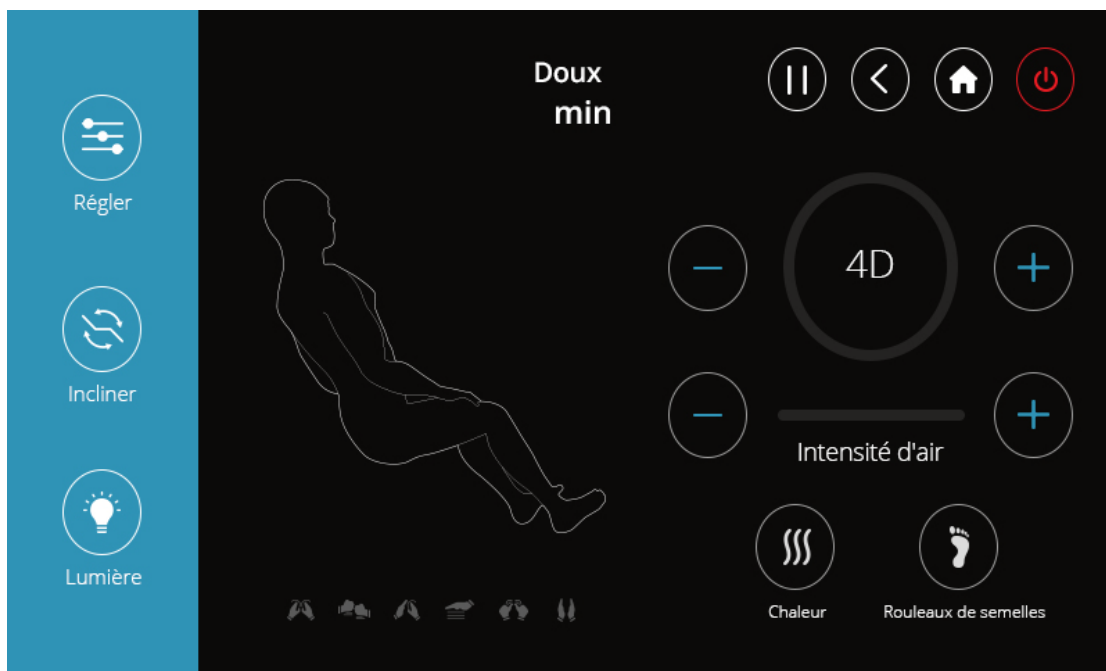 Doux
min
Régler
4D
Incliner
Intensité d'air
Lumière
Chaleur
Rouleaux de semelles